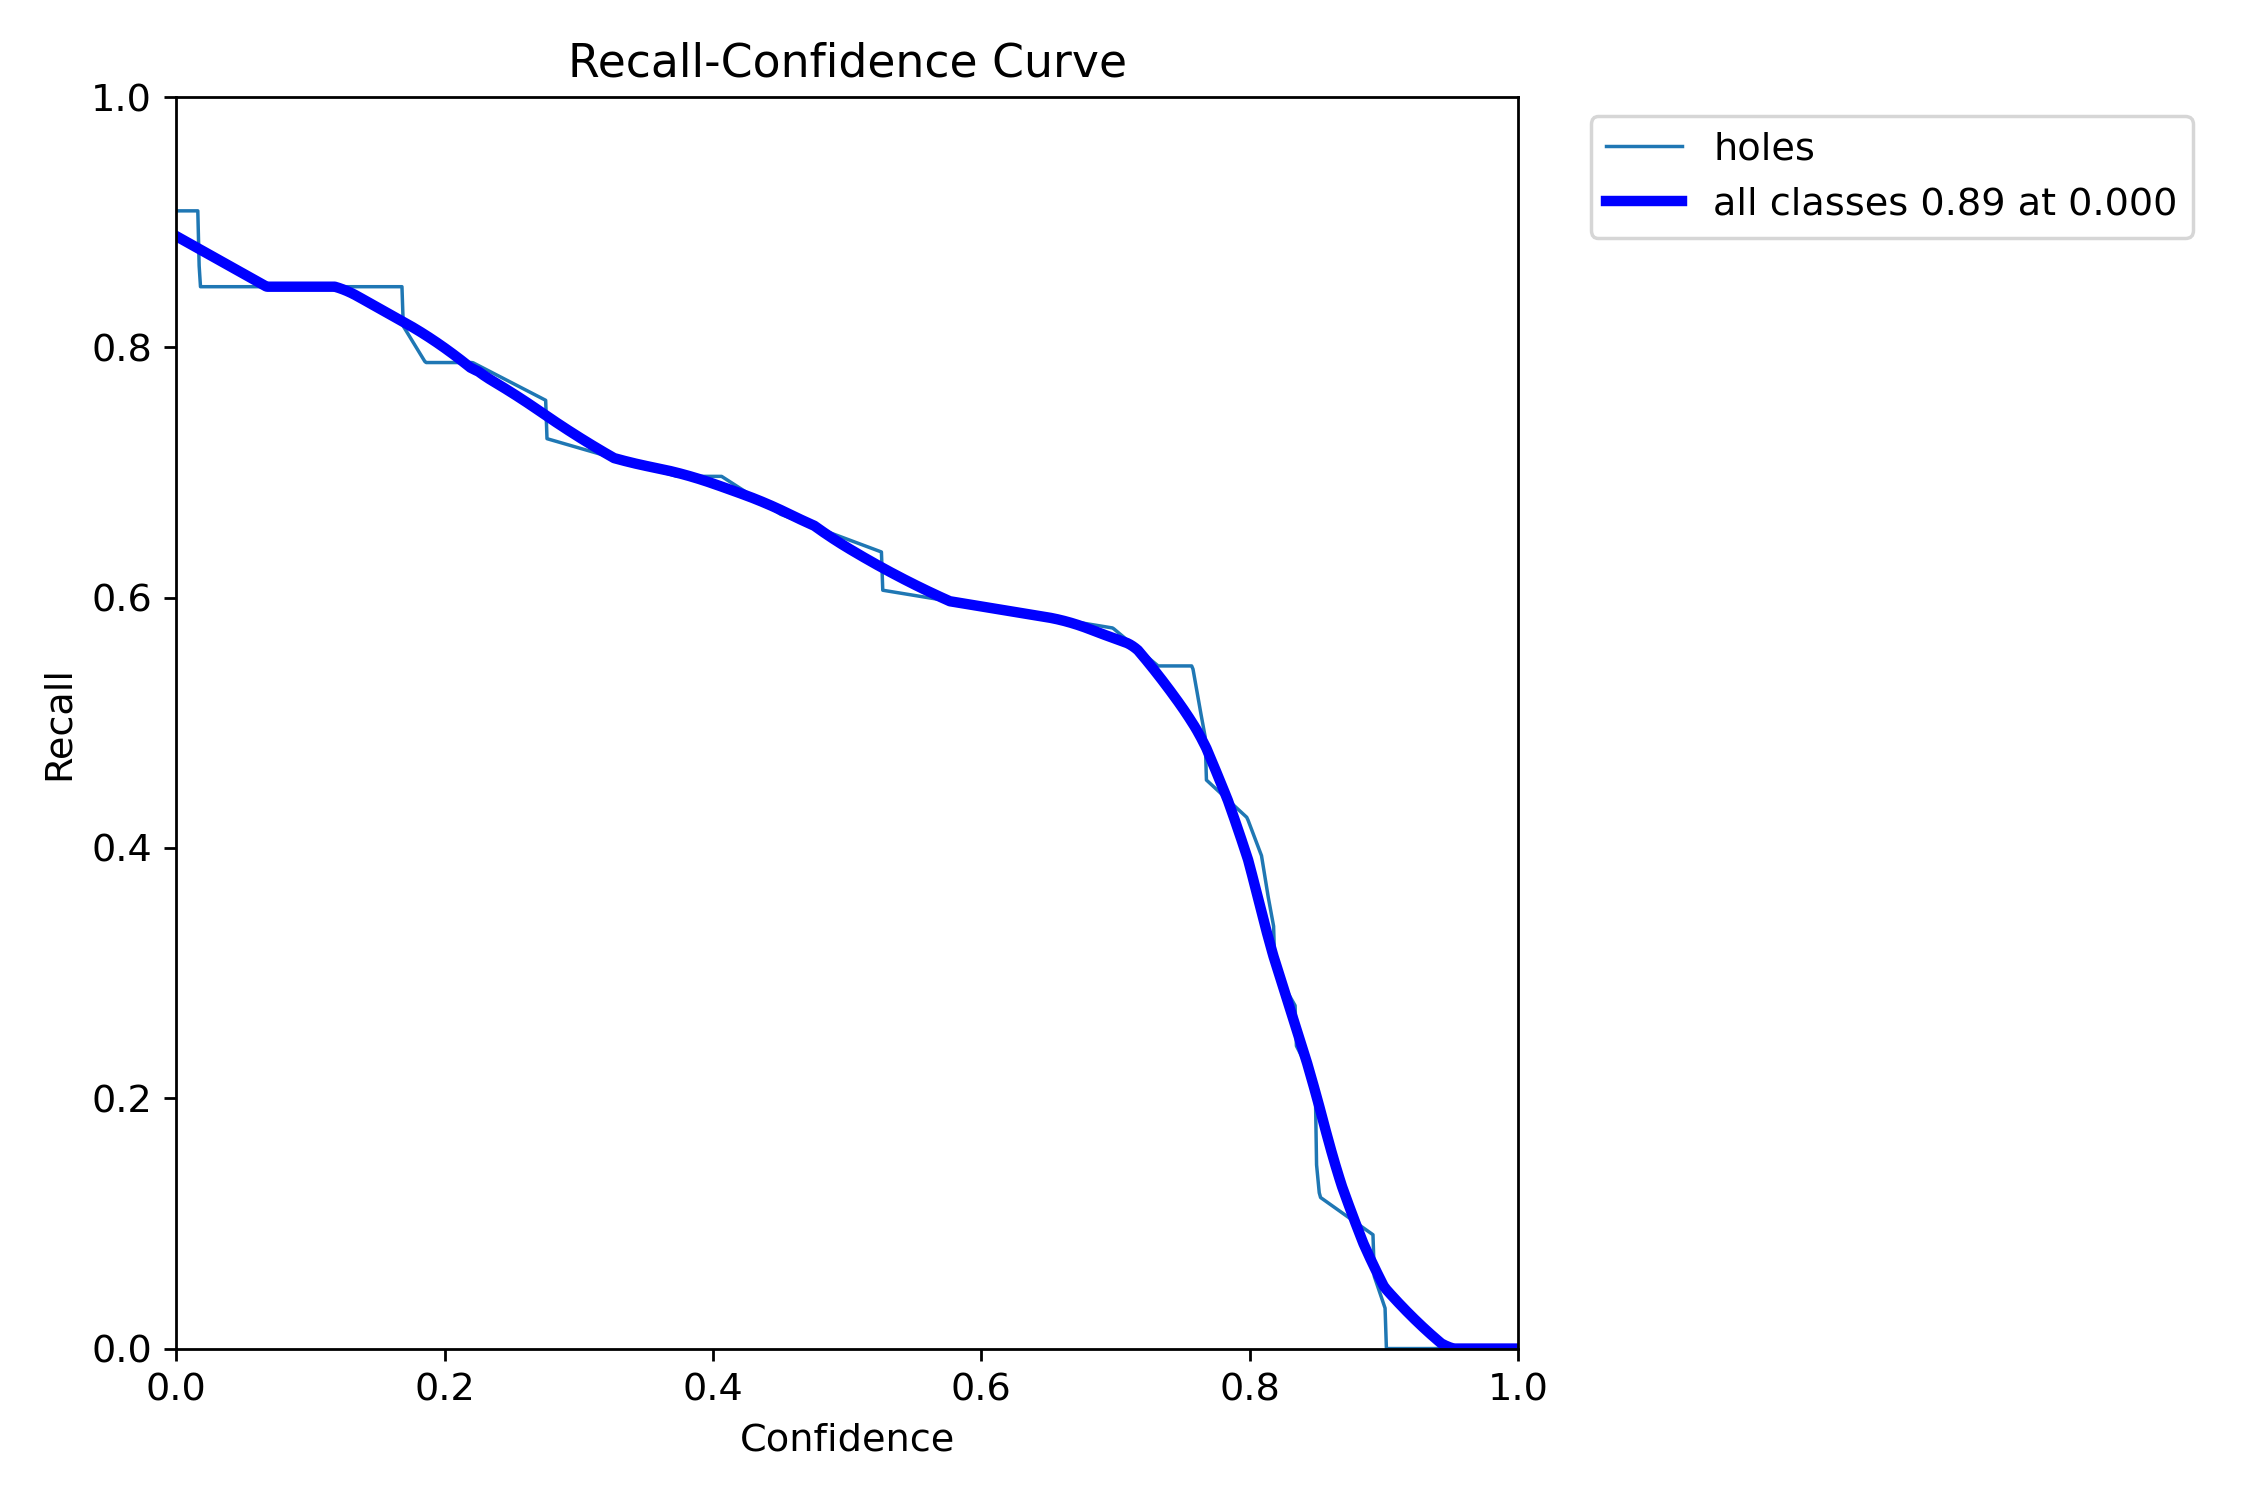 Recall-Confidence Curve
1.0
0.8
0.6
0.4
0.2
0.0
Recall
0.0 0.2 0.4 0.6 0.8 1.0
Confidence
holes
all classes 0.89 at 0.000